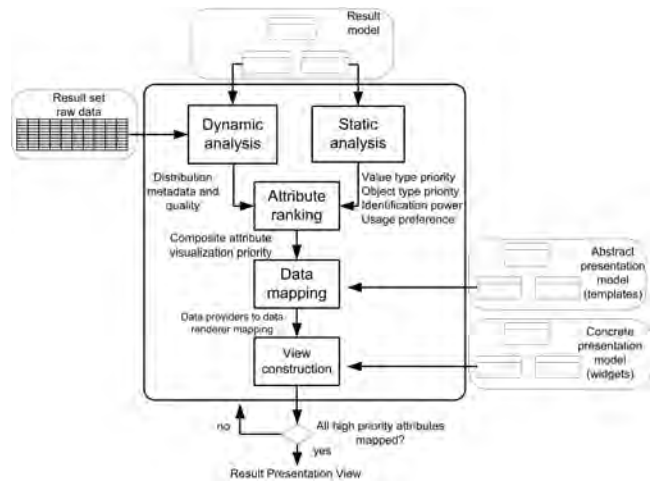 Result
model
Result set
raw data
Dynamic
analysis
Static
analysis
Distribution
metadata and
quality
Value type priority
Object type priority
Identification power
Usage preference
Attribute
ranking
Composite attribute
visualization priority
Data
mapping
Abstract
presentation
model
(templates)
Data providers to data
renderer mapping
View
construction
Concrete
presentation
model
(widgets)
no
All high priority attributes
mapped?
yes
Result Presentation View